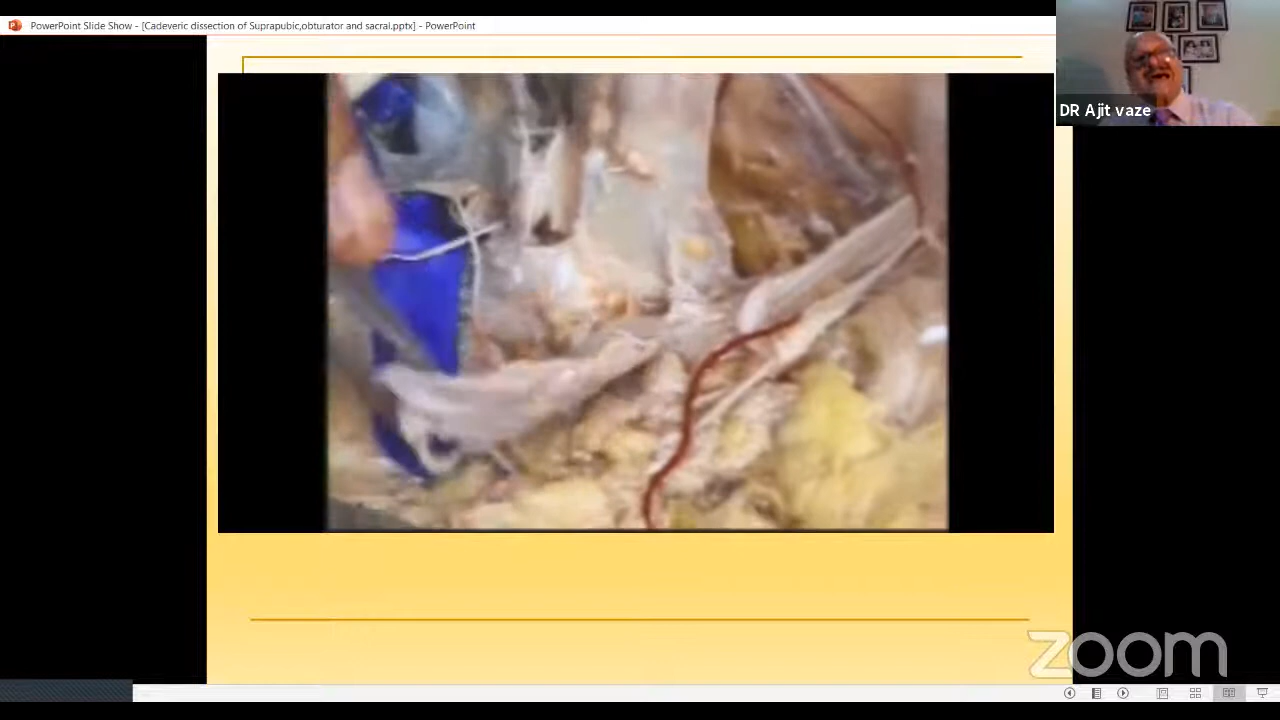 PowerPoint Slide Show - [Cadeveric dissection of Suprapubic,obturator and sacral.pptx] - PowerPoint
DR Ajit vaze
zoom